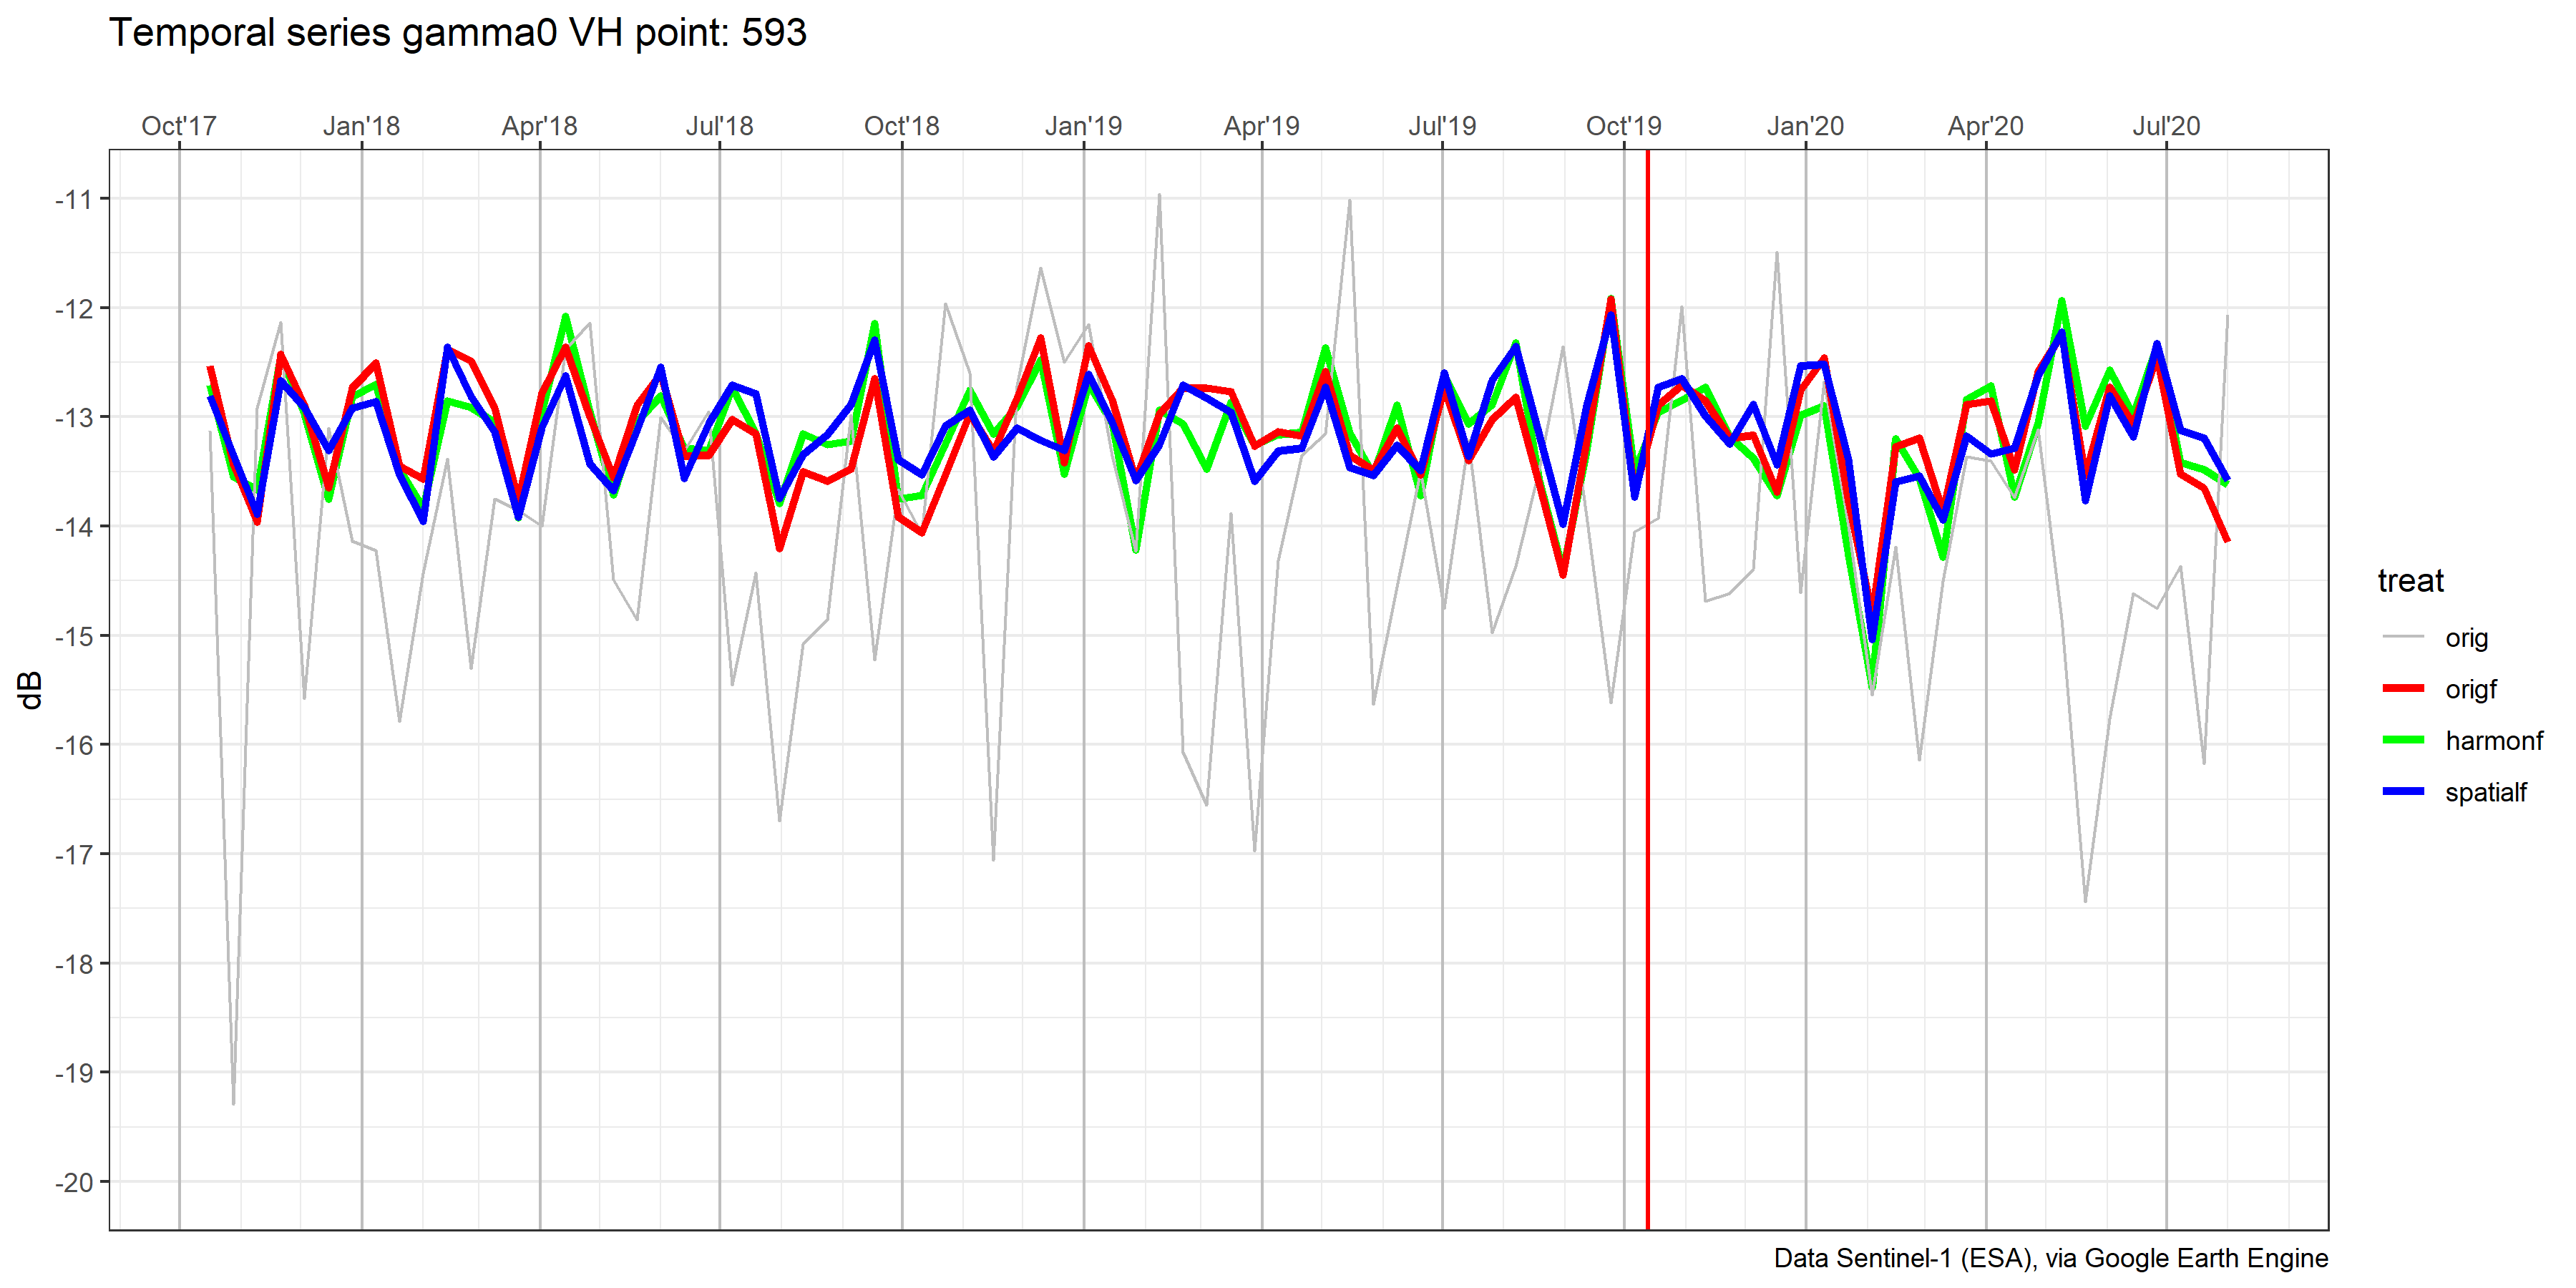 Temporal series gamma0 VH point: 593
Oct'17 Jan'18 Apr'18 Jul'18 Oct'18 Jan'19 Apr'19 Jul'19 Oct'19 Jan'20 Apr'20 Jul'20
-11
-12
-13
-14
-15
-16
-17
-18
-19
-20
dB
treat
orig
origf
harmonf
spatialf
Data Sentinel-1 (ESA), via Google Earth Engine